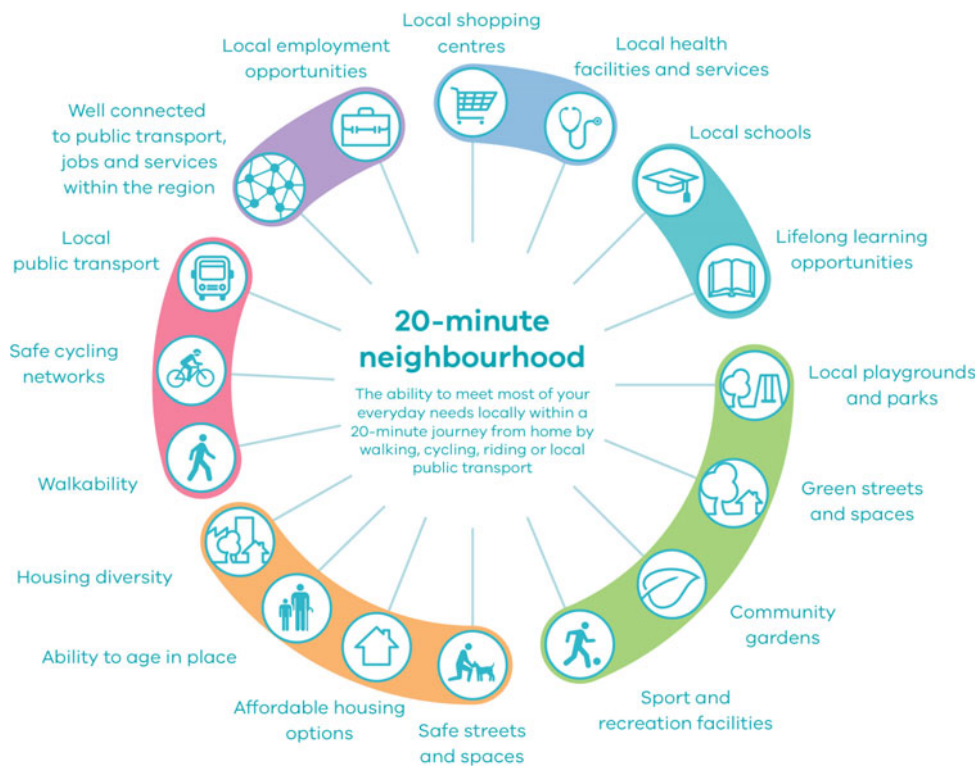 Local shopping
centres
Local health
facilities and services
Local schools
Lifelong learning
opportunities
Local playgrounds
and parks
Green streets
and spaces
Community
gardens
Sport and
recreation facilities
Safe streets
and spaces
Affordable housing
options
Ability to age in place
Housing diversity
Walkability
Safe cycling
networks
Local
public transport
Well connected
to public transport,
jobs and services
within the region
Local employment
opportunities
20-minute
neighbourhood
The ability to meet most of your
everyday needs locally within a
20-minute journey from home by
walking, cycling, riding or local
public transport